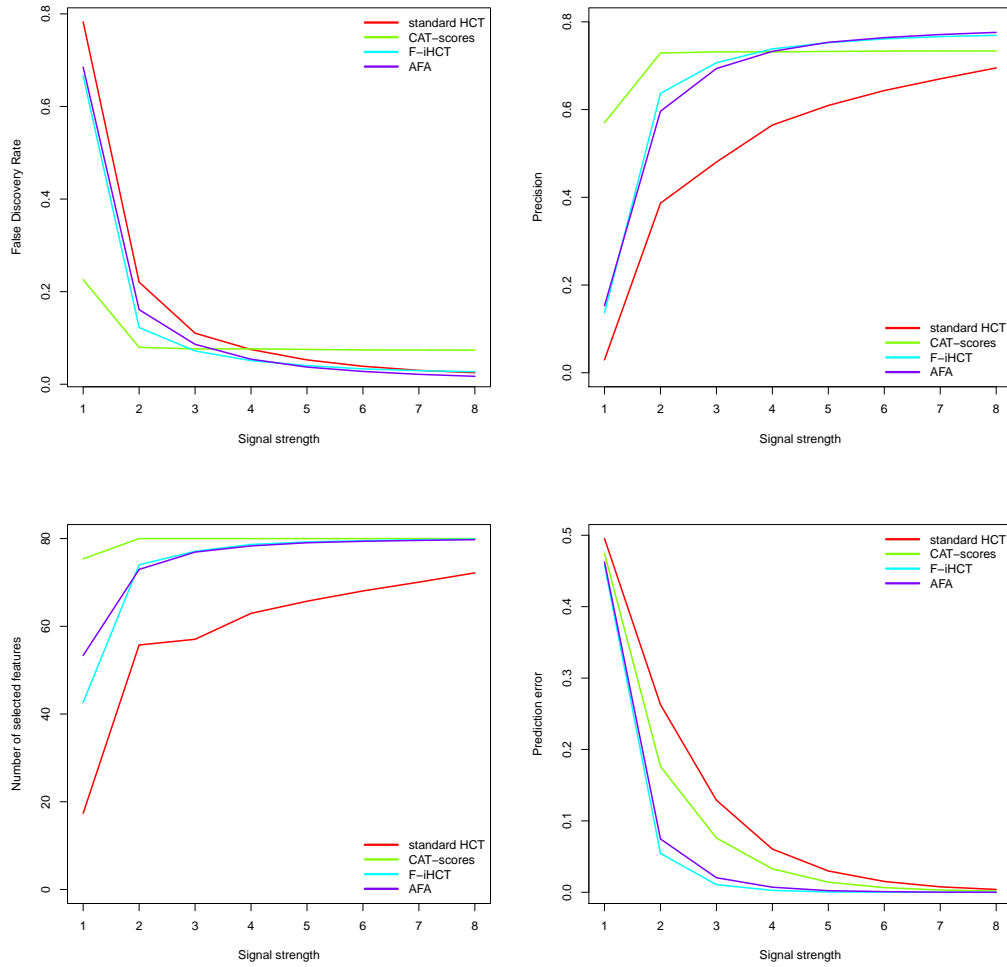 False Discovery Rate
0.0
0.2
0.4
0.6
0.8
standard HCT
CAT−scores
F−iHCT
AFA
1 2 3 4 5 6 7 8
Signal strength
Precision
0.0
0.2
0.4
0.6
0.8
standard HCT
CAT−scores
F−iHCT
AFA
1 2 3 4 5 6 7 8
Signal strength
Number of selected features
0
20
40
60
80
standard HCT
CAT−scores
F−iHCT
AFA
1 2 3 4 5 6 7 8
Signal strength
Prediction error
0.0
0.1
0.2
0.3
0.4
0.5
standard HCT
CAT−scores
F−iHCT
AFA
1 2 3 4 5 6 7 8
Signal strength